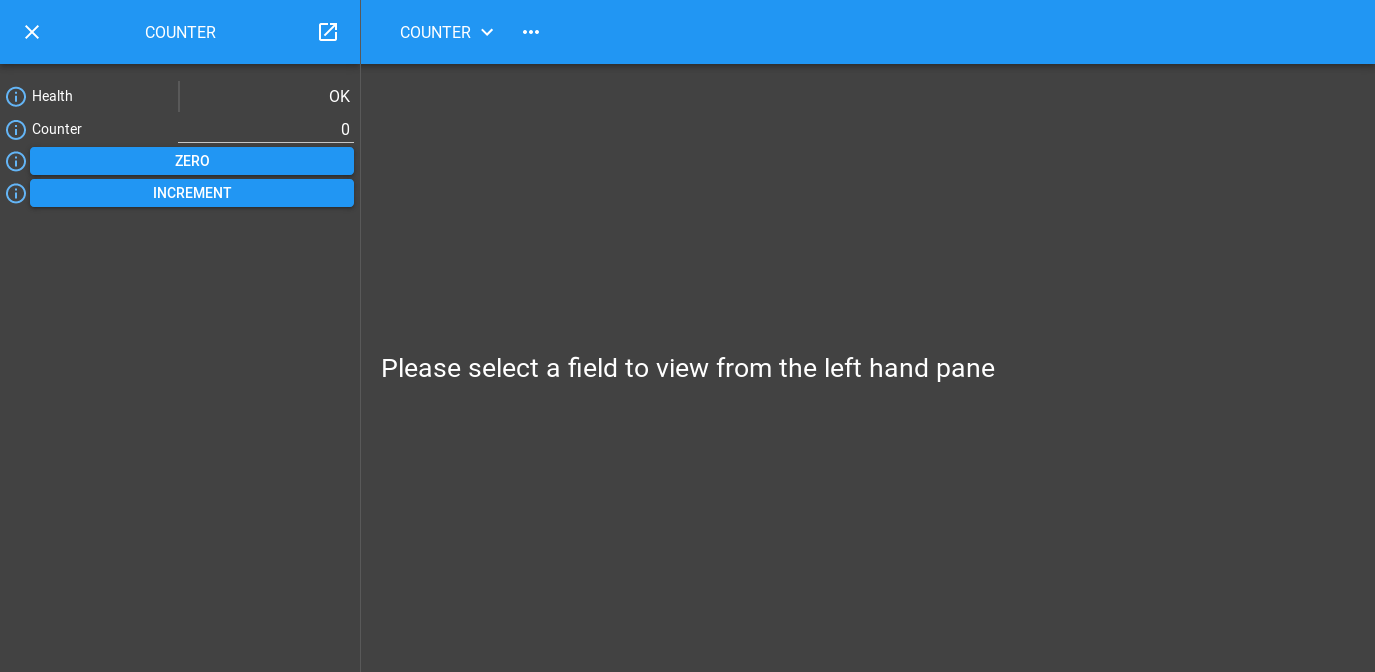 COUNTER
COUNTER
Health OK
Counter 0
ZERO
INCREMENT
Please select a field to view from the left hand pane